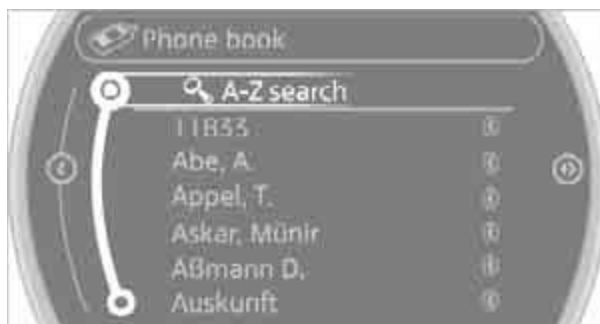 Phone book
A-Z search
11833
Abe, A.
Appel, T.
Askar, Münir
Aßmann D.
Auskunft